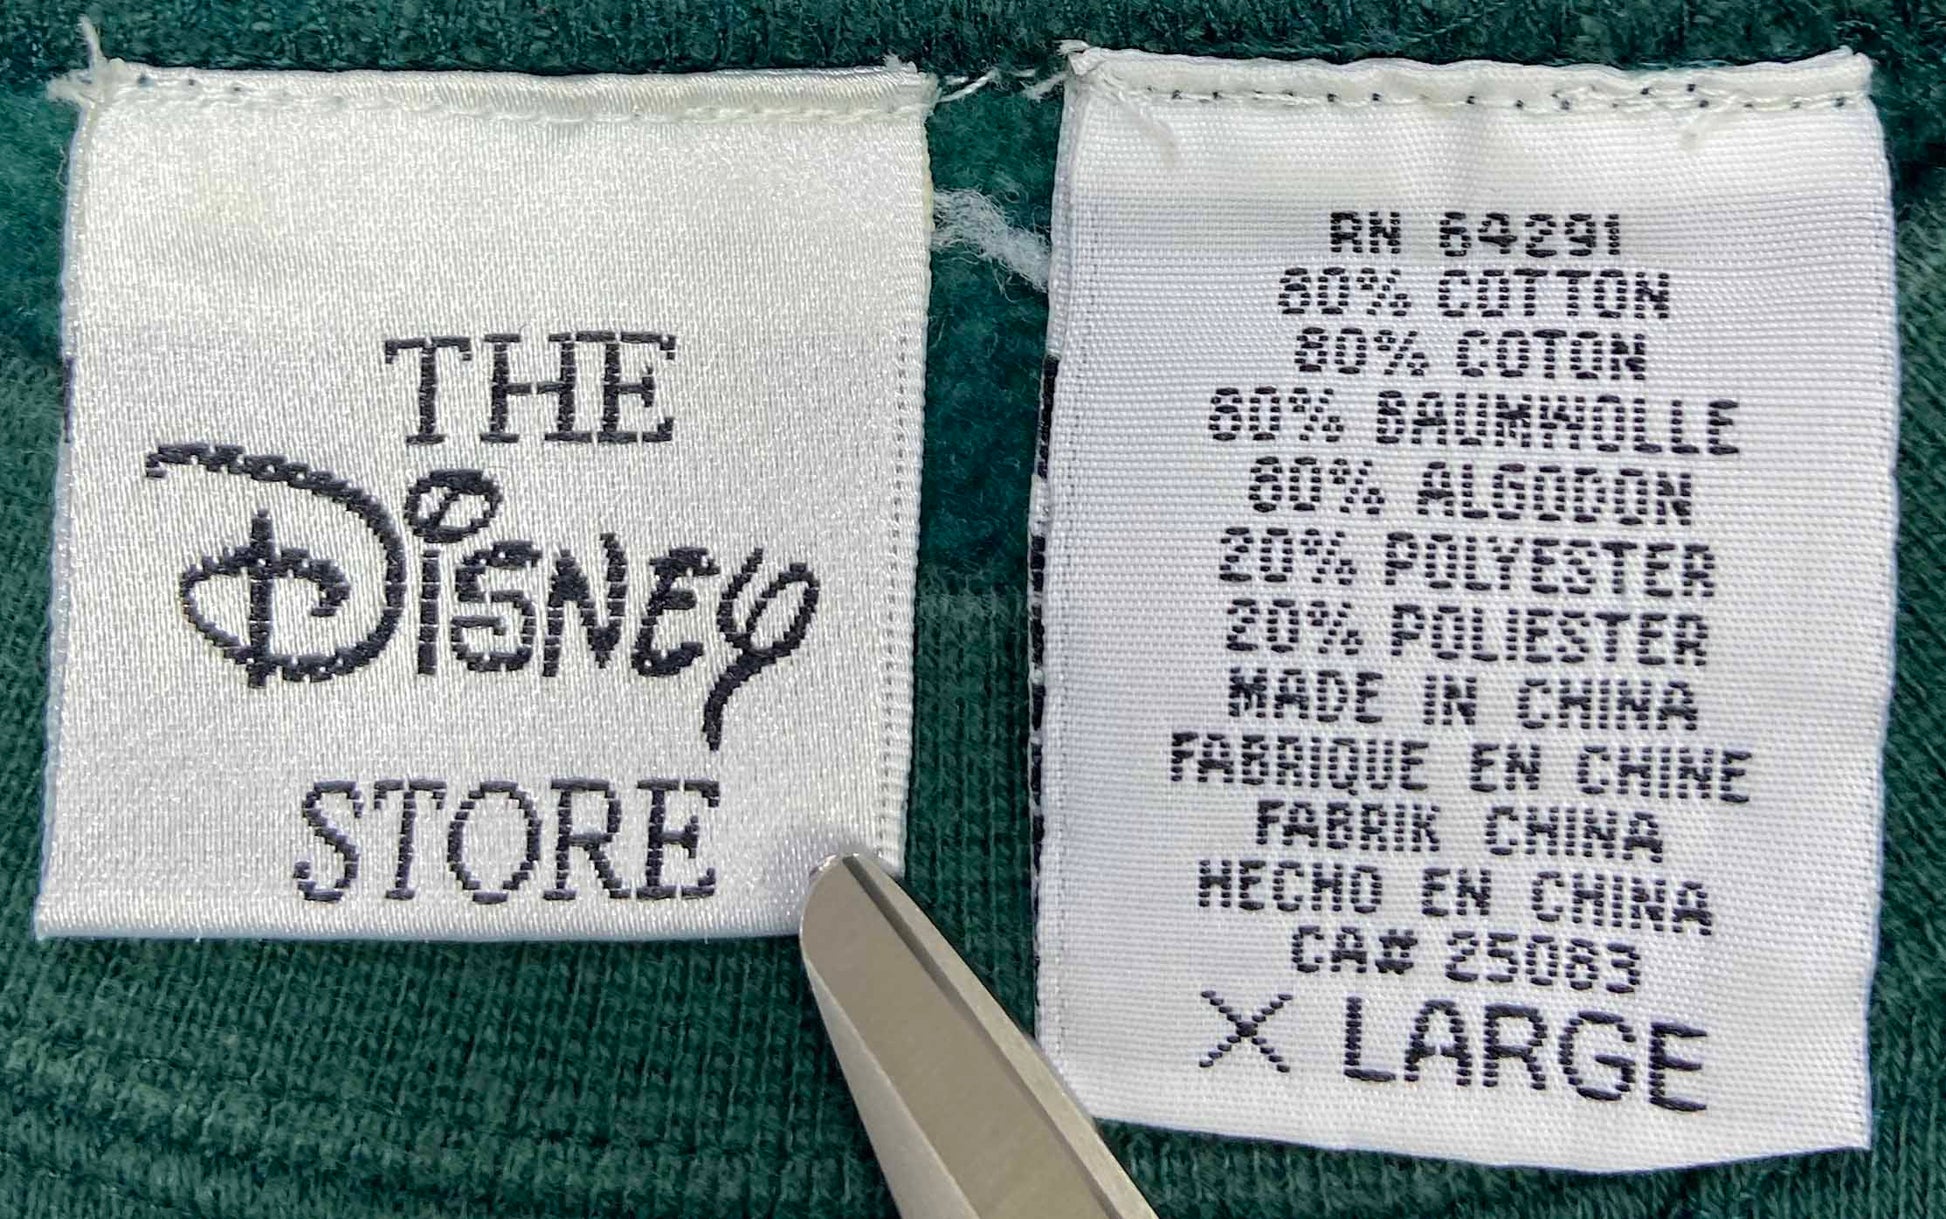 THE
DISNEY
STORE
RN 64291
80% COTTON
80% COTON
80% BAUMWOLLE
80% ALGODON
20% POLYESTER
20% POLIESTER
MADE IN CHINA
FABRIQUE EN CHINE
FABRIK CHINA
HECHO EN CHINA
CA# 25083
X LARGE